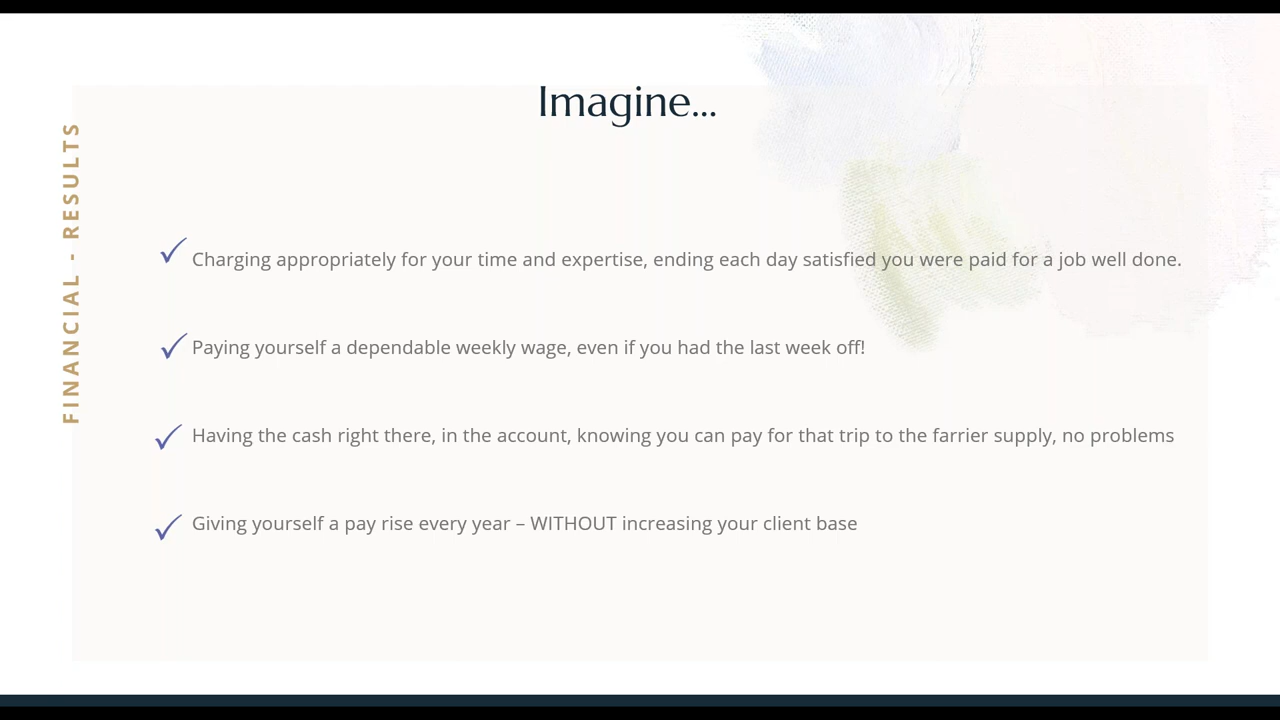 Imagine...
FINANCIAL - RESULTS
Charging appropriately for your time and expertise, ending each day satisfied you were paid for a job well done.
Paying yourself a dependable weekly wage, even if you had the last week off!
Having the cash right there, in the account, knowing you can pay for that trip to the farrier supply, no problems
Giving yourself a pay rise every year – WITHOUT increasing your client base